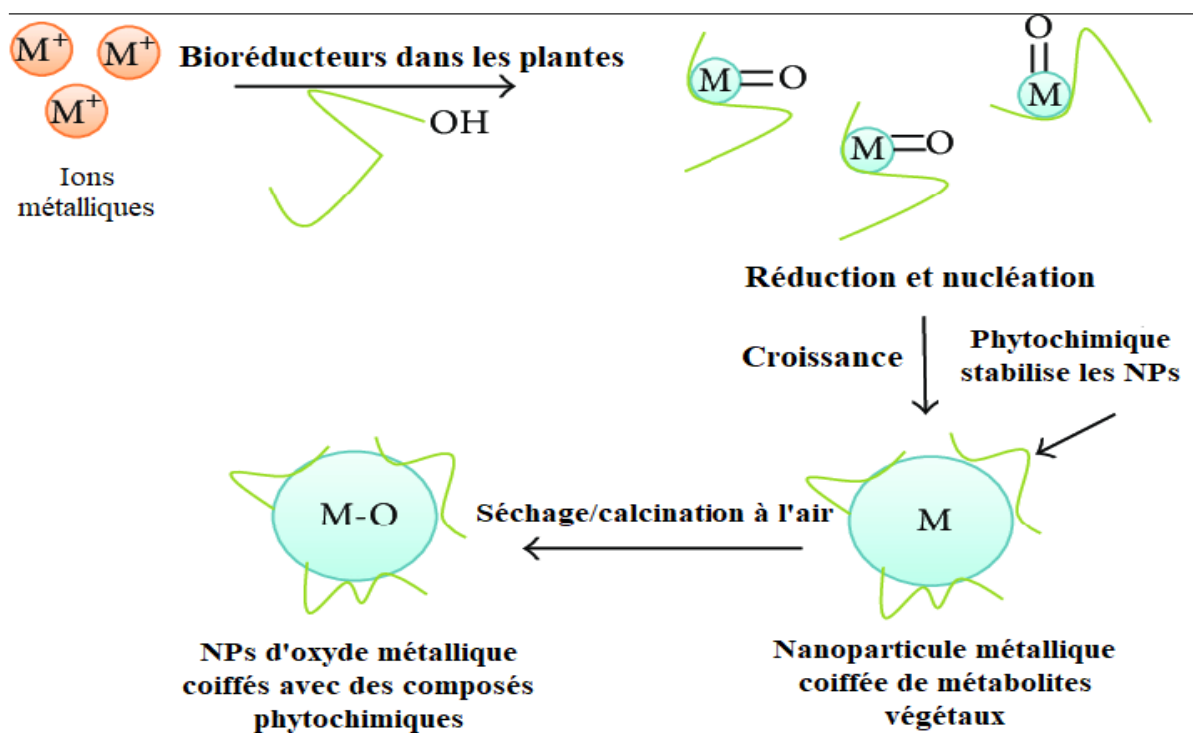 M+
M+
M+
Ions
métalliques
Bioréducteurs dans les plantes
OH
M=O
M=O
O
M
Réduction et nucléation
Croissance
Phytochimique
stabilise les NPs
M
Nanoparticule métallique
coiffée de métabolites
végétaux
Séchage/calcination à l'air
M-O
NPs d'oxyde métallique
coiffés avec des composés
phytochimiques